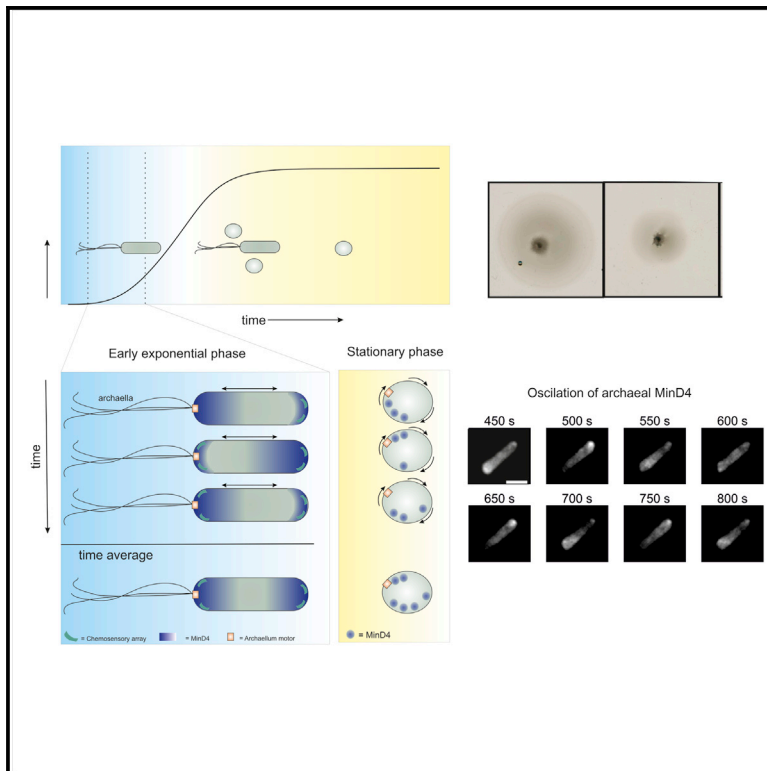 time
Early exponential phase
Stationary phase
archaella
time
time average
= Chemosensory array
= MinD4
= Archaellum motor
= MinD4
Oscilation of archaeal MinD4
450 s
500 s
550 s
600 s
650 s
700 s
750 s
800 s